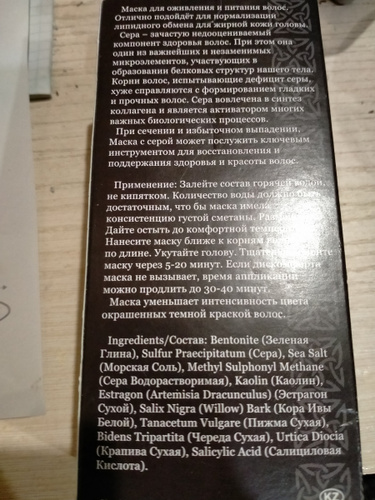 Маска для оживления и питания волос.
Отлично подойдёт для нормализации
липидного обмена для жирной кожи головы.
Сера – зачастую недооцениваемый
компонент здоровья волос. При этом она
один из важнейших и незаменимых
микроэлементов, участвующих в
образовании белковых структур нашего тела.
Корни волос, испытывающие дефицит серы,
хуже справляются с формированием гладких
и прочных волос. Сера вовлечена в синтез
коллагена и является активатором многих
важных биологических процессов.
При сечении и избыточном выпадении.
Маска с серой может послужить ключевым
инструментом для восстановления и
поддержания здоровья и красоты волос.
Применение: Залейте состав горячей водой,
не кипятком. Количество воды должно быть
достаточным, что бы маска имела
консистенцию густой сметаны.
Дайте остыть до комфортной
Нанесите маску ближе к корням
по длине. Укутайте голову.
маску через 5-20 минут. Если
маска не вызывает, время аппликации
можно продлить до 30-40 минут.
Маска уменьшает интенсивность цвета
окрашенных темной краской волос.
Ingredients/Состав: Bentonite (Зеленая
Глина), Sulfur Praecipitatum (Сера), Sea Salt
(Морская Соль), Methyl Sulphonyl Methane
(Сера Водорастворимая), Kaolin (Каолин),
Estragon (Artemisia Dracunculus) (Эстрагон
Сухой), Salix Nigra (Willow) Bark (Кора Ивы
Белой), Tanacetum Vulgare (Пижма Сухая),
Bidens Tripartita (Череда Сухая), Urtica Diocia
(Крапива Сухая), Salicylic Acid (Салициловая
Кислота).
KZ